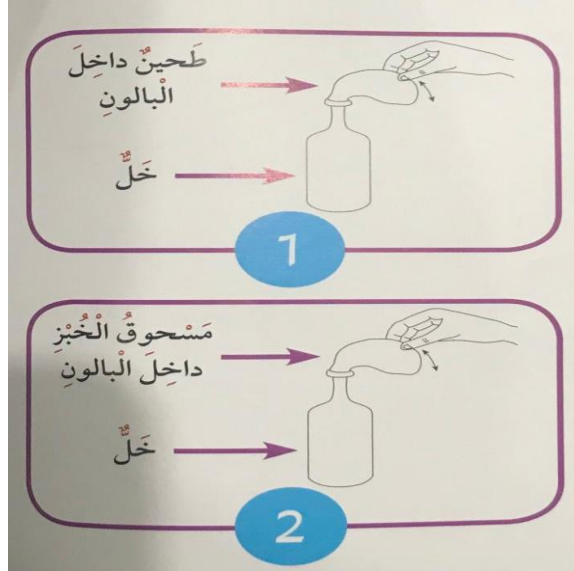 طَحينٌ داخِلَ
الْبالونِ
خَلٌّ
1
مَسْحوقُ الْخُبْزِ
داخِلَ الْبالونِ
خَلٌّ
2